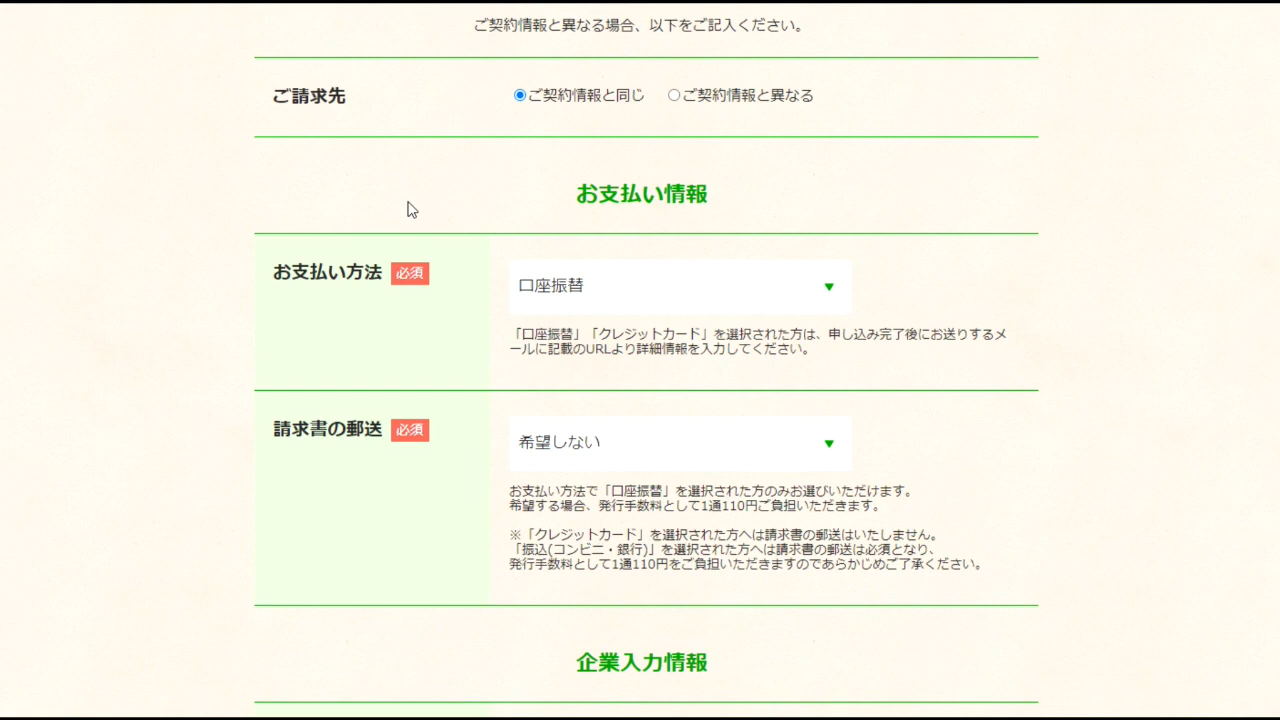 ご契約情報と異なる場合、以下をご記入ください。
ご請求先
ご契約情報と同じ ご契約情報と異なる
お支払い情報
お支払い方法 必須
口座振替
「口座振替」「クレジットカード」を選択された方は、申し込み完了後にお送りするメ
ールに記載のURLより詳細情報を入力してください。
請求書の郵送 必須
希望しない
お支払い方法で「口座振替」を選択された方のみお選びいただけます。
希望する場合、発行手数料として1通110円ご負担いただきます。
※「クレジットカード」を選択された方へは請求書の郵送はいたしません。
「振込(コンビニ・銀行)」を選択された方へは請求書の郵送は必須となり、
発行手数料として1通110円をご負担いただきますのであらかじめご了承ください。
企業入力情報